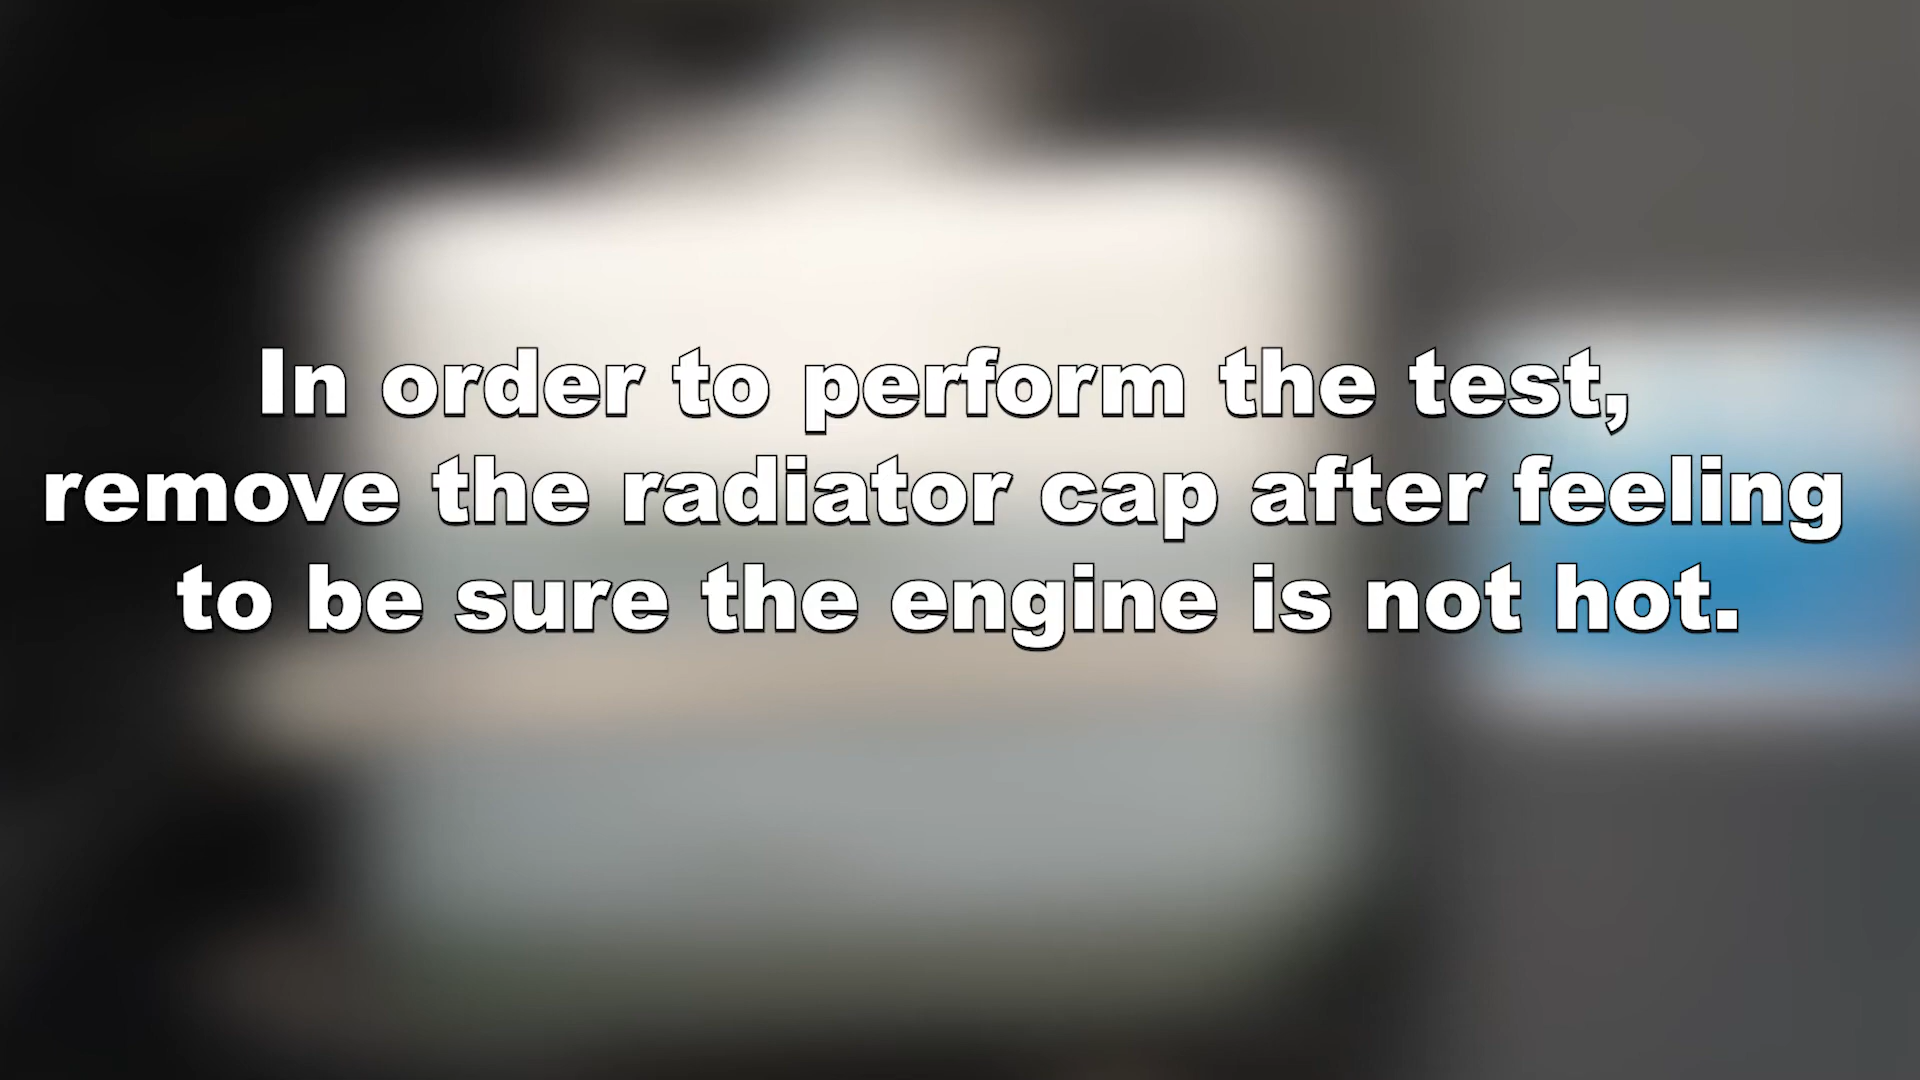 In order to perform the test,
remove the radiator cap after feeling
to be sure the engine is not hot.